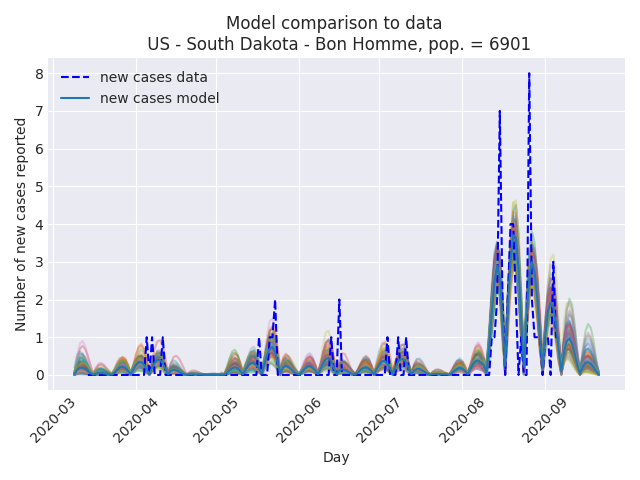 Model comparison to data
US - South Dakota - Bon Homme, pop. = 6901
new cases data
new cases model
Number of new cases reported
8
7
6
5
4
3
2
1
0
2020-03
2020-04
2020-05
2020-06
2020-07
2020-08
2020-09
Day